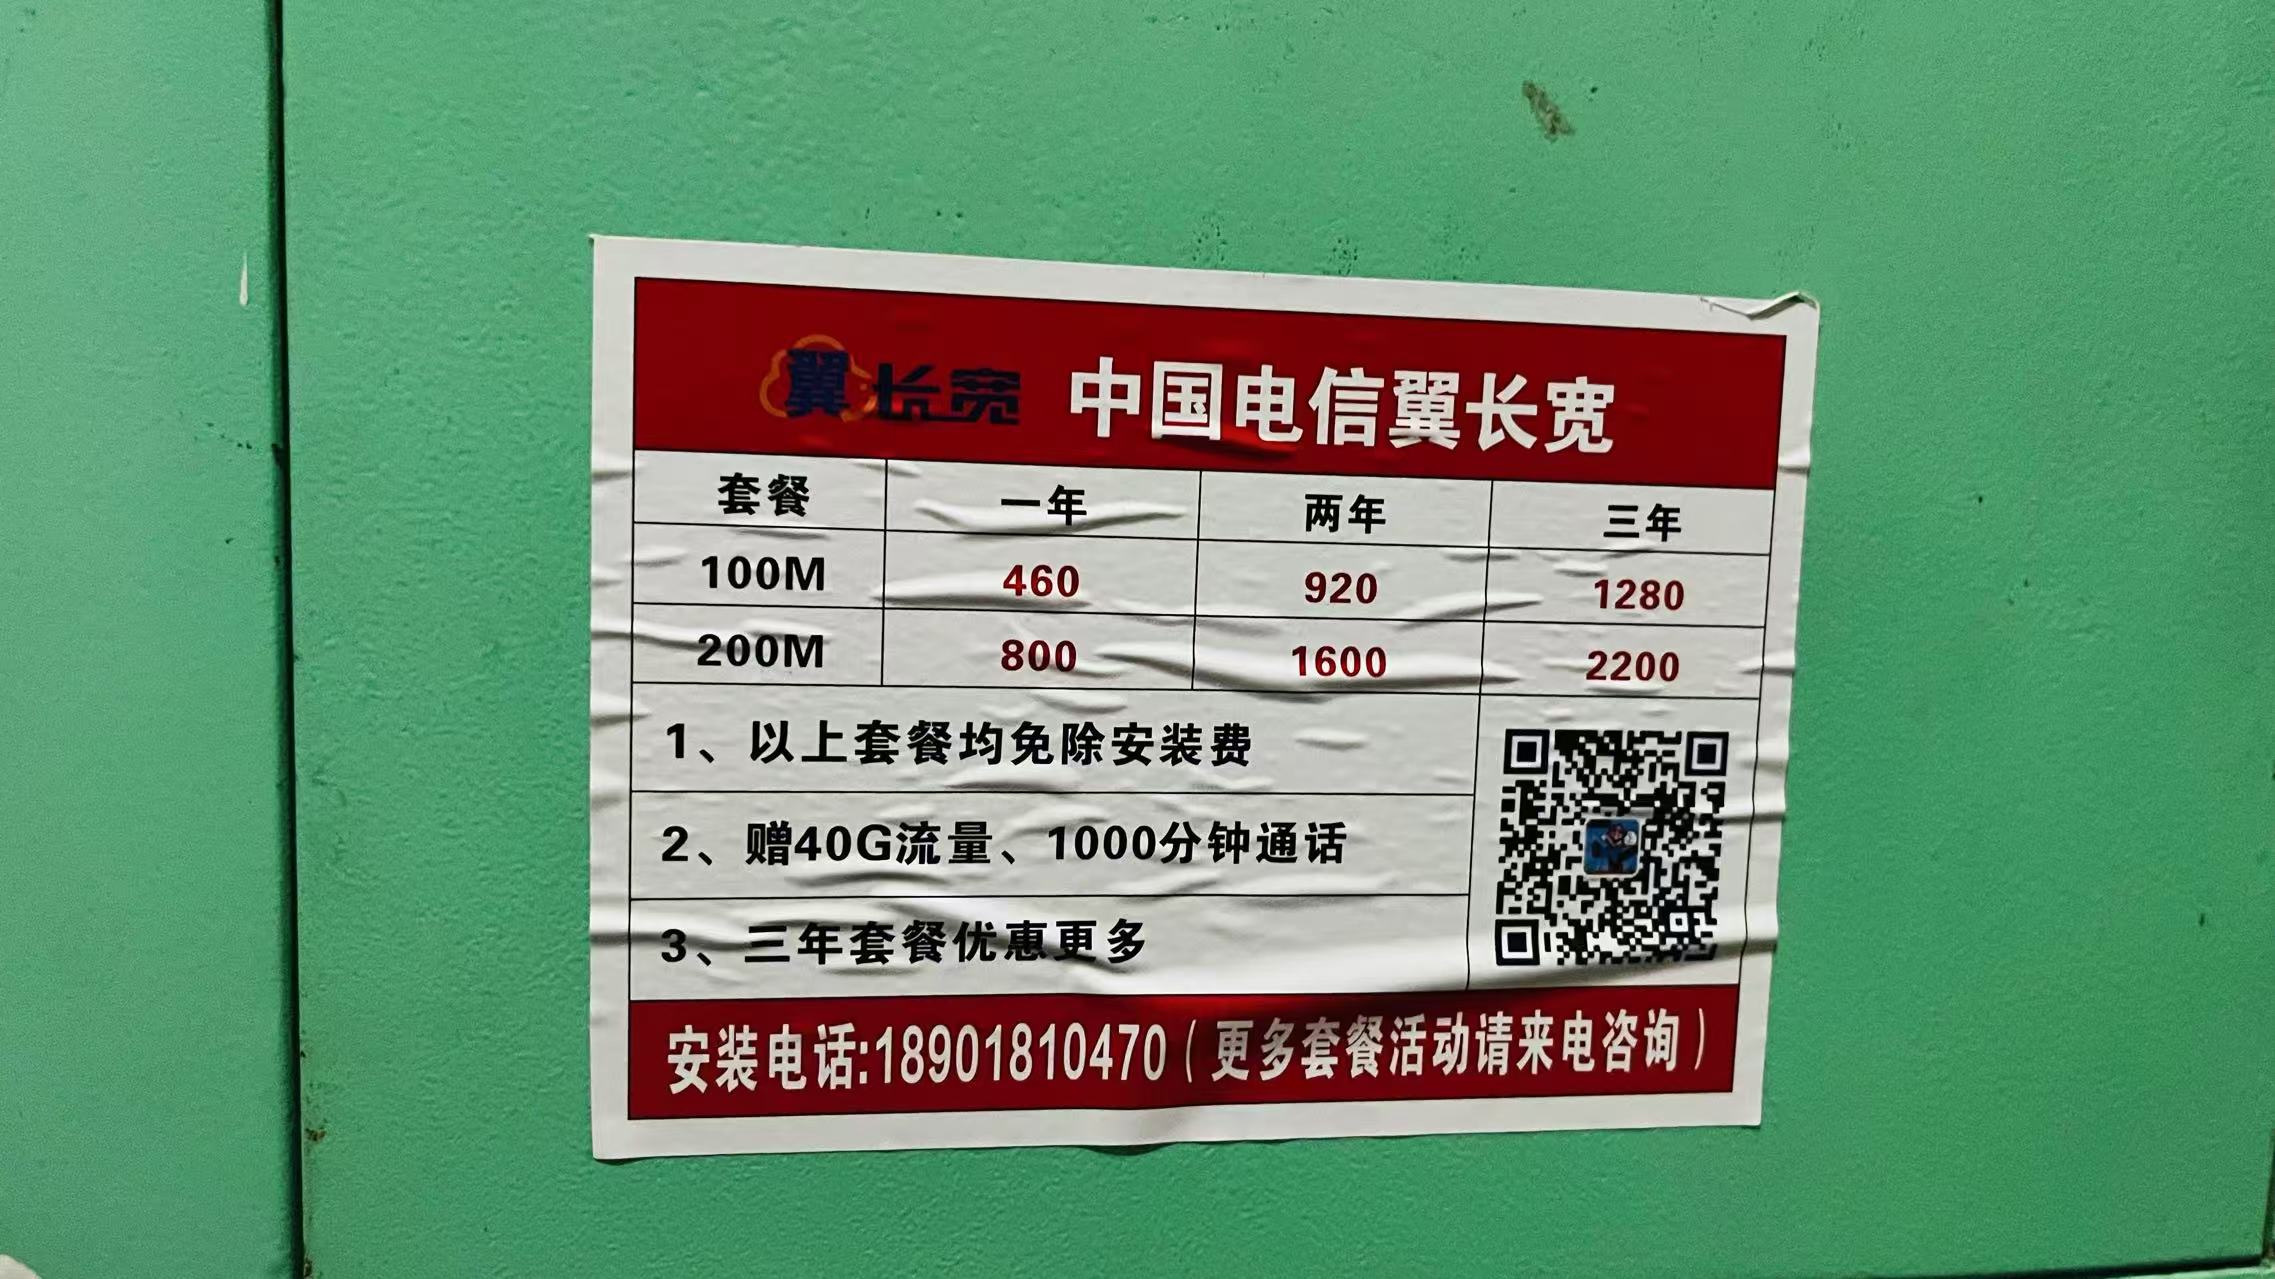 翼长宽 中国电信翼长宽
套餐 一年 两年 三年
100M 460 920 1280
200M 800 1600 2200
1、以上套餐均免除安装费
2、赠40G流量、1000分钟通话
3、三年套餐优惠更多
安装电话:18901810470（更多套餐活动请来电咨询）